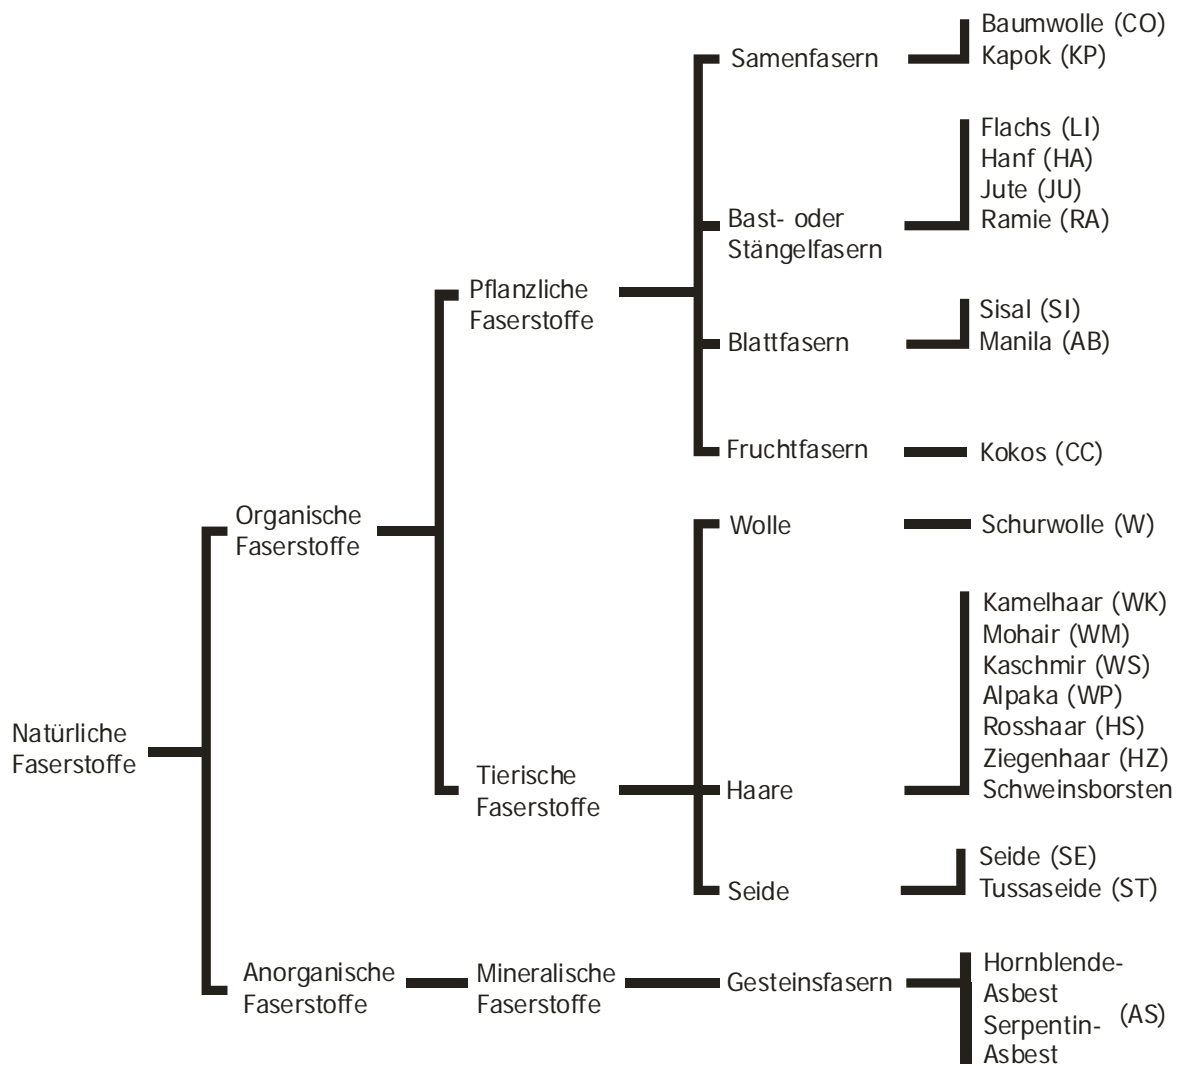 Baumwolle (CO)
Kapok (KP)
Samenfasern
Flachs (LI)
Hanf (HA)
Jute (JU)
Ramie (RA)
Bast- oder
Stängelfasern
Pflanzliche
Faserstoffe
Sisal (SI)
Manila (AB)
Blattfasern
Fruchtfasern
Kokos (CC)
Organische
Faserstoffe
Wolle
Schurwolle (W)
Kamelhaar (WK)
Mohair (WM)
Kaschmir (WS)
Alpaka (WP)
Rosshaar (HS)
Ziegenhaar (HZ)
Schweinsborsten
Natürliche
Faserstoffe
Tierische
Faserstoffe
Haare
Seide (SE)
Tussaseide (ST)
Seide
Anorganische
Faserstoffe
Mineralische
Faserstoffe
Gesteinsfasern
Hornblende-
Asbest
Serpentin-
Asbest
(AS)